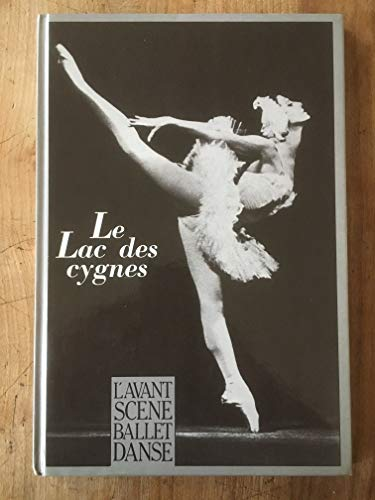 Le
Lac des
cygnes
L'AVANT
SCENE
BALLET
DANSE